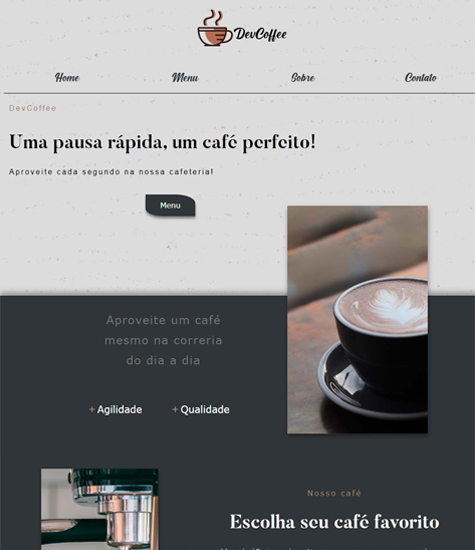 DevCoffee
Home Menu Sobre Contato
DevCoffee
Uma pausa rápida, um café perfeito!
Aproveite cada segundo na nossa cafeteria!
Menu
Aproveite um café
mesmo na correria
do dia a dia
+ Agilidade + Qualidade
Nosso café
Escolha seu café favorito